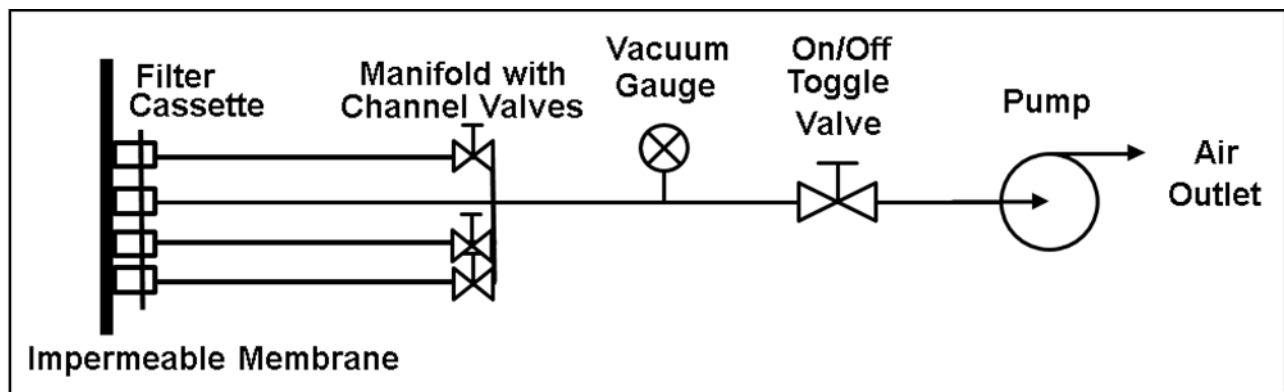 Filter
Cassette
Manifold with
Channel Valves
Vacuum
Gauge
On/Off
Toggle
Valve
Pump
Air
Outlet
Impermeable Membrane